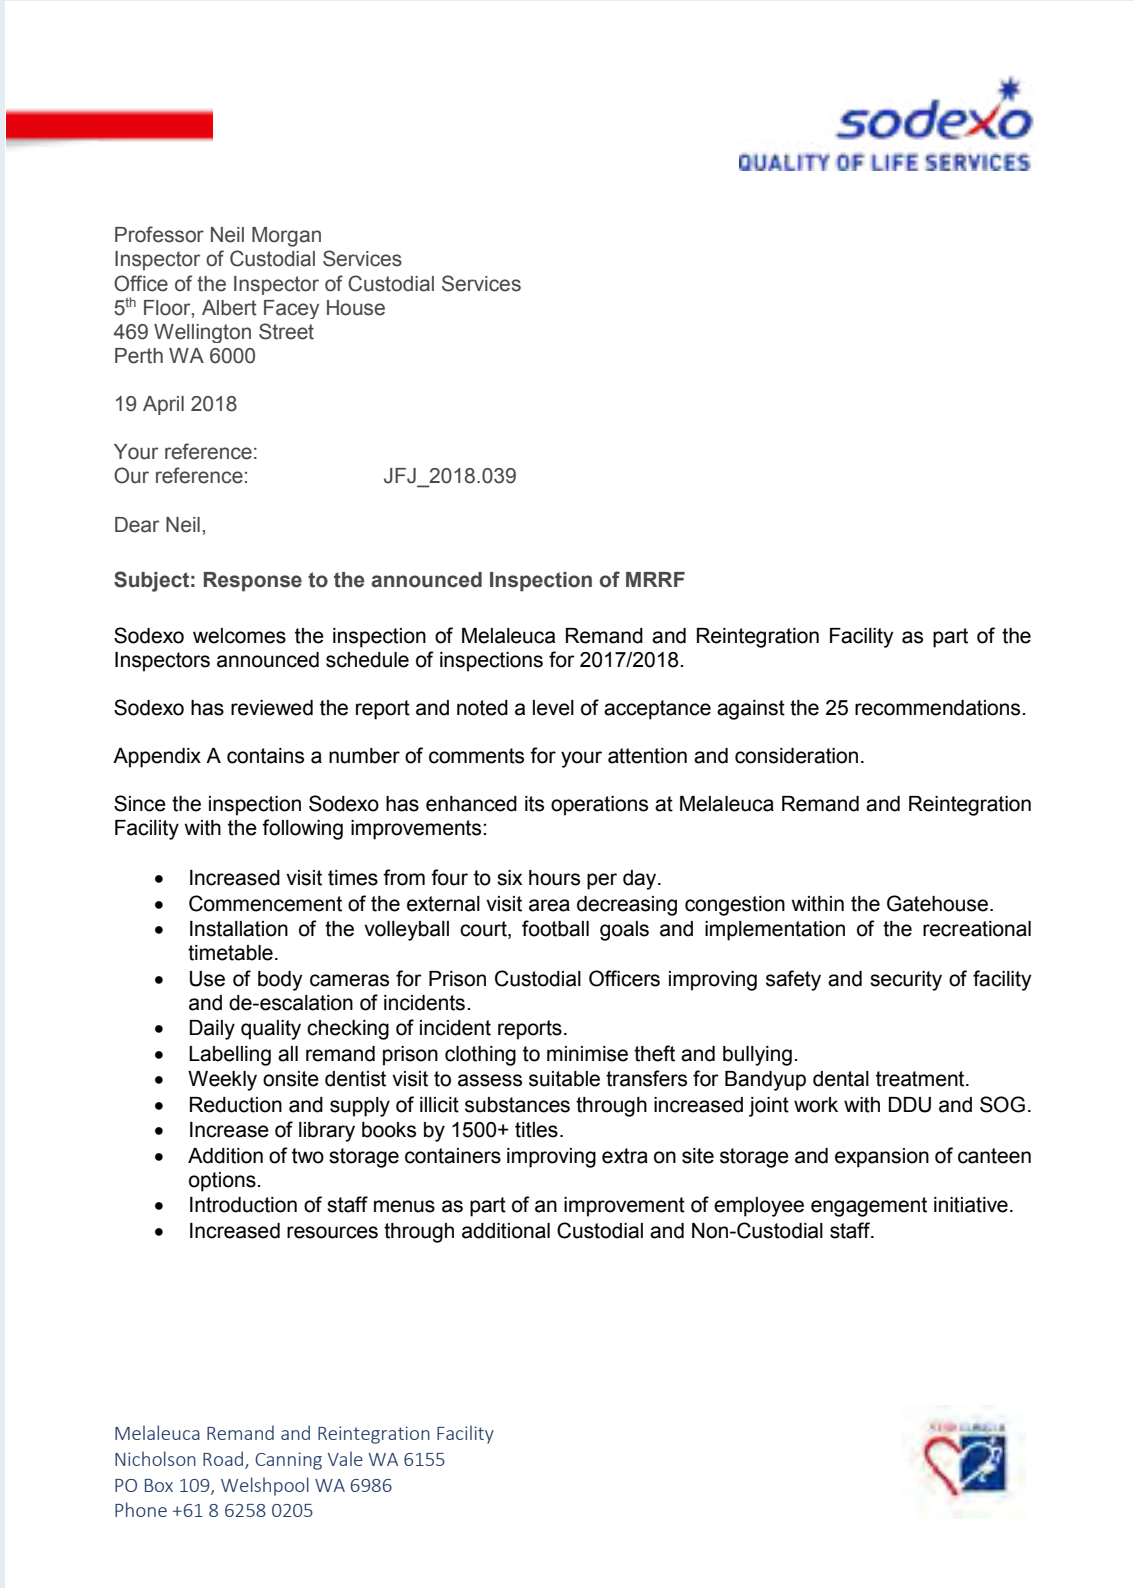 sodexo
QUALITY OF LIFE SERVICES
Professor Neil Morgan
Inspector of Custodial Services
Office of the Inspector of Custodial Services
5th Floor, Albert Facey House
469 Wellington Street
Perth WA 6000
19 April 2018
Your reference:
Our reference: JFJ_2018.039
Dear Neil,
Subject: Response to the announced Inspection of MRRF
Sodexo welcomes the inspection of Melaleuca Remand and Reintegration Facility as part of the
Inspectors announced schedule of inspections for 2017/2018.
Sodexo has reviewed the report and noted a level of acceptance against the 25 recommendations.
Appendix A contains a number of comments for your attention and consideration.
Since the inspection Sodexo has enhanced its operations at Melaleuca Remand and Reintegration
Facility with the following improvements:
• Increased visit times from four to six hours per day.
• Commencement of the external visit area decreasing congestion within the Gatehouse.
• Installation of the volleyball court, football goals and implementation of the recreational
timetable.
• Use of body cameras for Prison Custodial Officers improving safety and security of facility
and de-escalation of incidents.
• Daily quality checking of incident reports.
• Labelling all remand prison clothing to minimise theft and bullying.
• Weekly onsite dentist visit to assess suitable transfers for Bandyup dental treatment.
• Reduction and supply of illicit substances through increased joint work with DDU and SOG.
• Increase of library books by 1500+ titles.
• Addition of two storage containers improving extra on site storage and expansion of canteen
options.
• Introduction of staff menus as part of an improvement of employee engagement initiative.
• Increased resources through additional Custodial and Non-Custodial staff.
Melaleuca Remand and Reintegration Facility
Nicholson Road, Canning Vale WA 6155
PO Box 109, Welshpool WA 6986
Phone +61 8 6258 0205